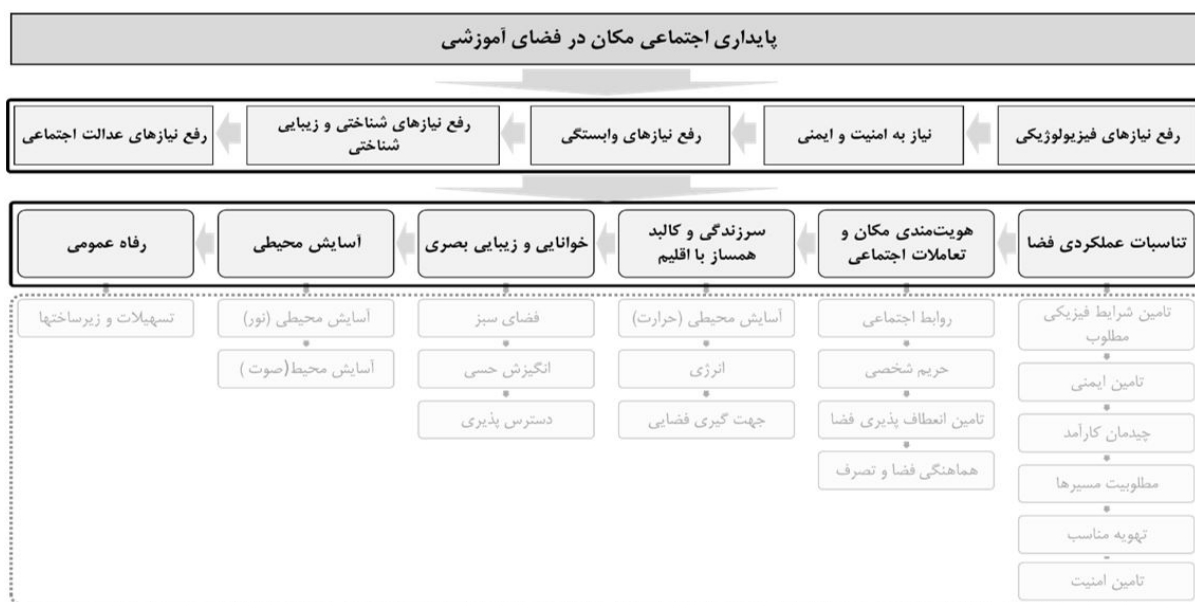 پایداری اجتماعی مکان در فضای آموزشی
رفع نیازهای فیزیولوژیکی
نیاز به امنیت و ایمنی
رفع نیازهای وابستگی
رفع نیازهای شناختی و زیبایی
شناختی
رفع نیازهای عدالت اجتماعی
تناسبات عملکردی فضا
هویت‌مندی مکان و
تعاملات اجتماعی
سرزندگی و کالبد
همساز با اقلیم
خوانایی و زیبایی بصری
آسایش محیطی
رفاه عمومی
تامین شرایط فیزیکی
مطلوب
تامین ایمنی
چیدمان کارآمد
مطلوبیت مسیرها
تهویه مناسب
تامین امنیت
روابط اجتماعی
حریم شخصی
تامین انعطاف پذیری فضا
هماهنگی فضا و تصرف
آسایش محیطی (حرارت)
انرژی
جهت گیری فضایی
فضای سبز
انگیزش حسی
دسترس پذیری
آسایش محیطی (نور)
آسایش محیط(صوت )
تسهیلات و زیرساختها